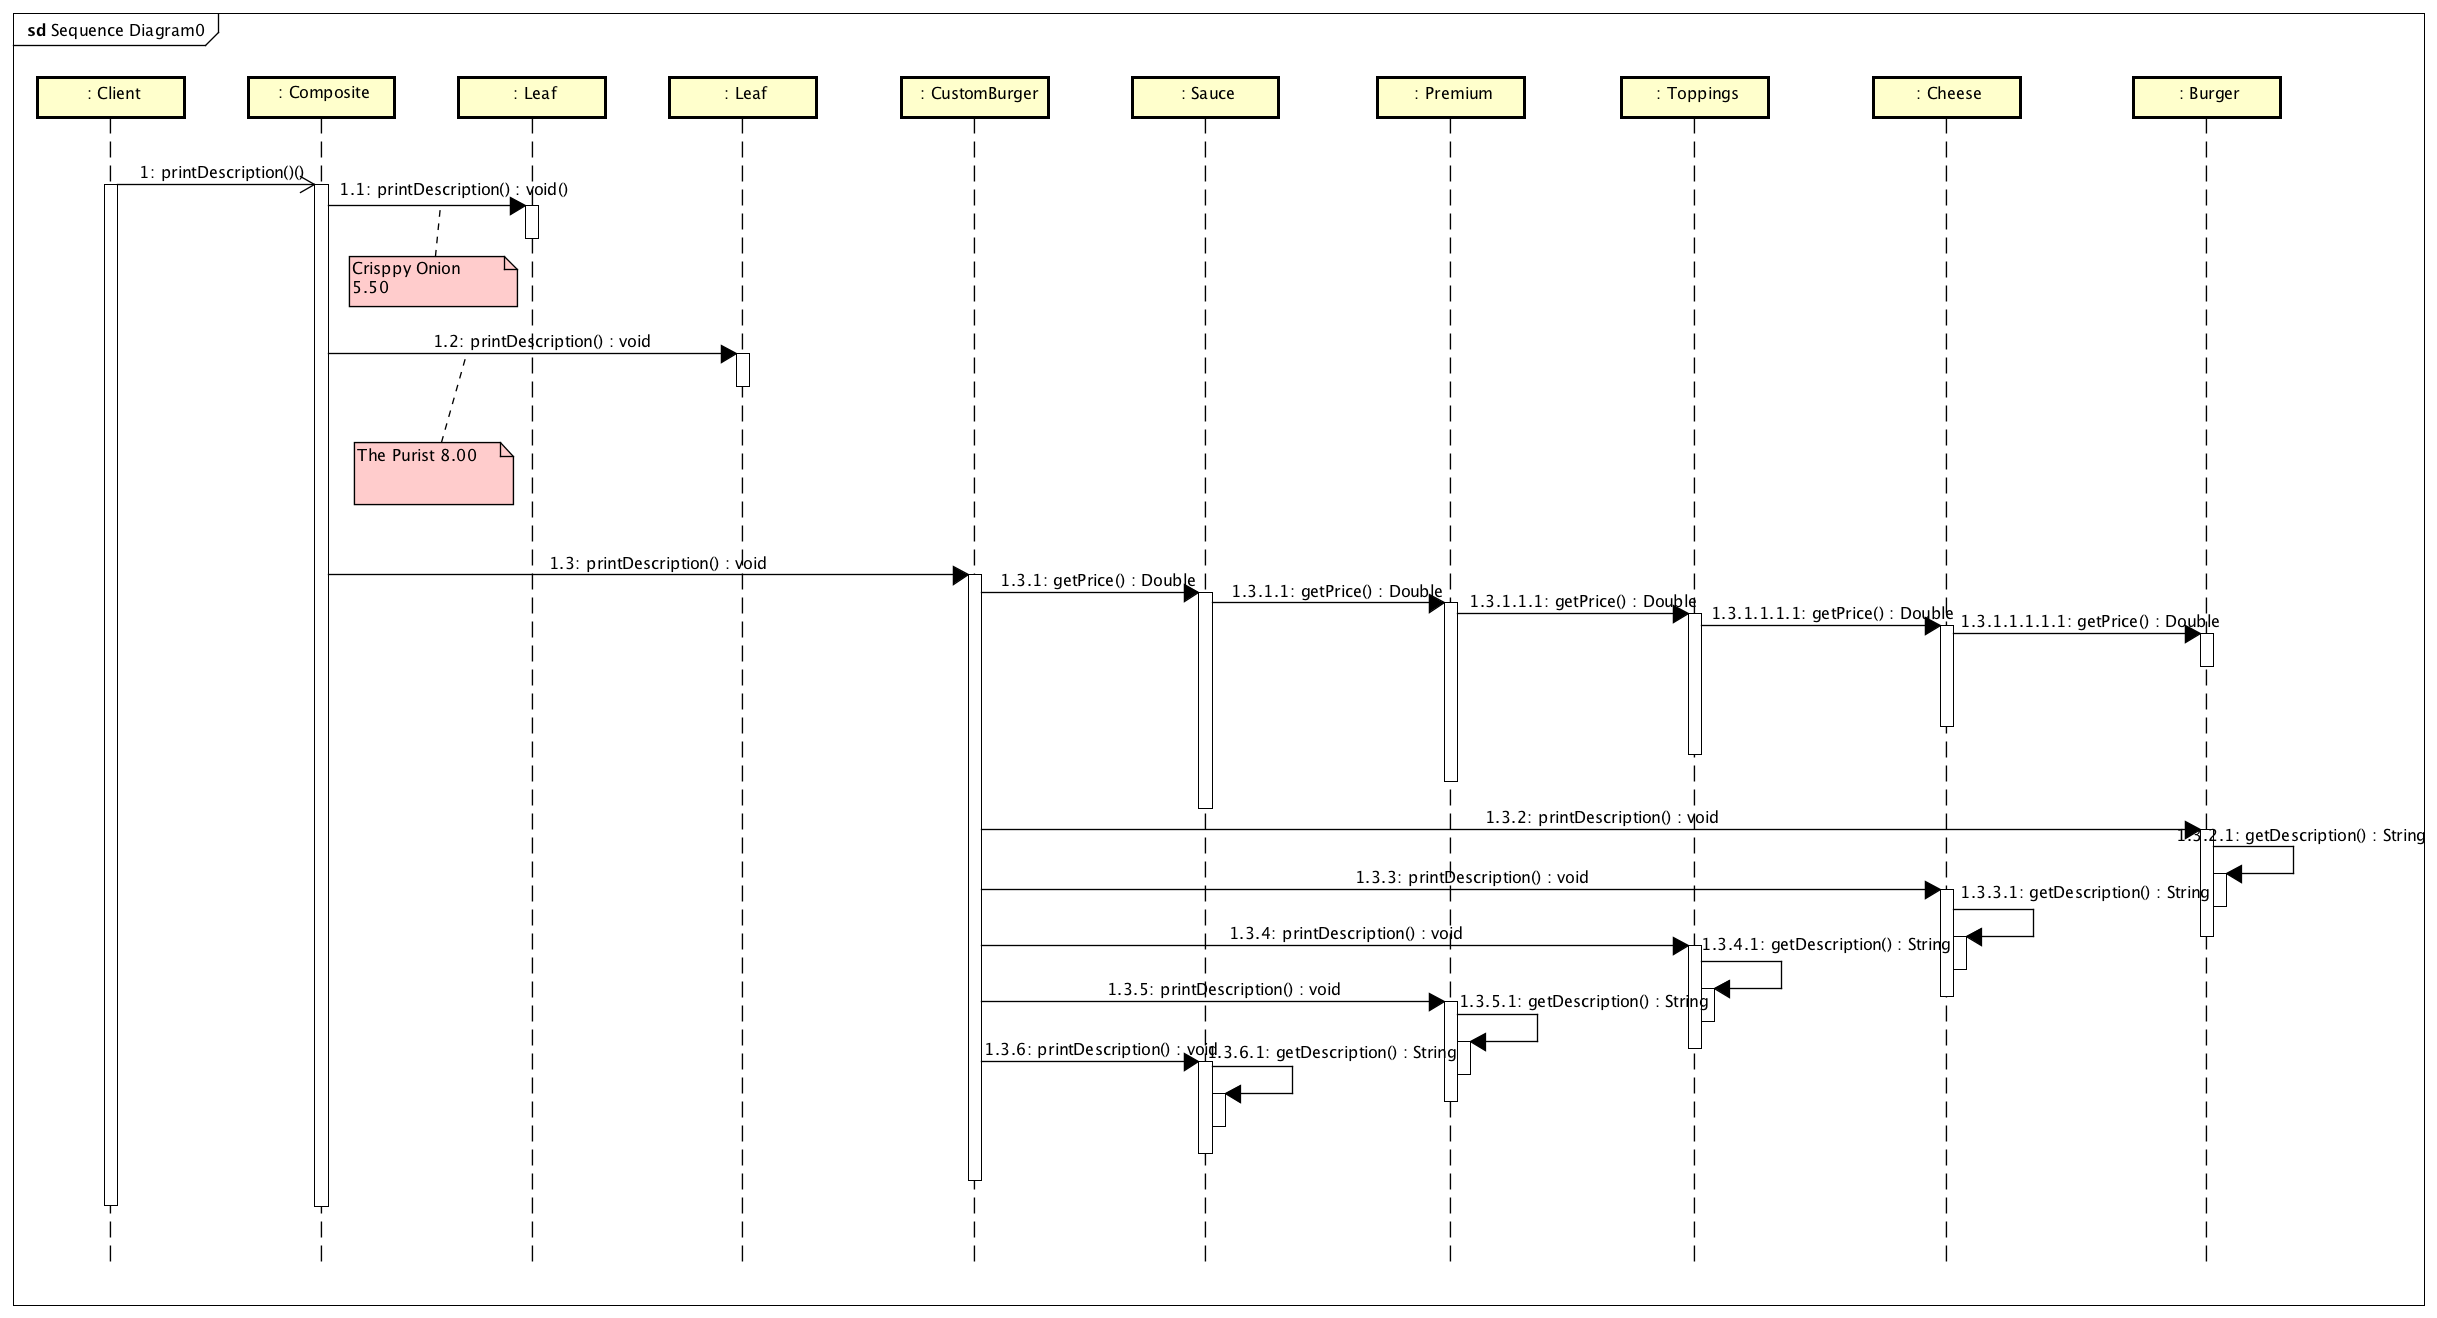 sd Sequence Diagram0
: Client
: Composite
: Leaf
: Leaf
: CustomBurger
: Sauce
: Premium
: Toppings
: Cheese
: Burger
1: printDescription()()
1.1: printDescription() : void()
Crisppy Onion
5.50
1.2: printDescription() : void
The Purist 8.00
1.3: printDescription() : void
1.3.1: getPrice() : Double
1.3.1.1: getPrice() : Double
1.3.1.1.1: getPrice() : Double
1.3.1.1.1.1: getPrice() : Double
1.3.1.1.1.1.1: getPrice() : Double
1.3.2: printDescription() : void
1.3.2.1: getDescription() : String
1.3.3: printDescription() : void
1.3.3.1: getDescription() : String
1.3.4: printDescription() : void
1.3.4.1: getDescription() : String
1.3.5: printDescription() : void
1.3.5.1: getDescription() : String
1.3.6: printDescription() : void
1.3.6.1: getDescription() : String